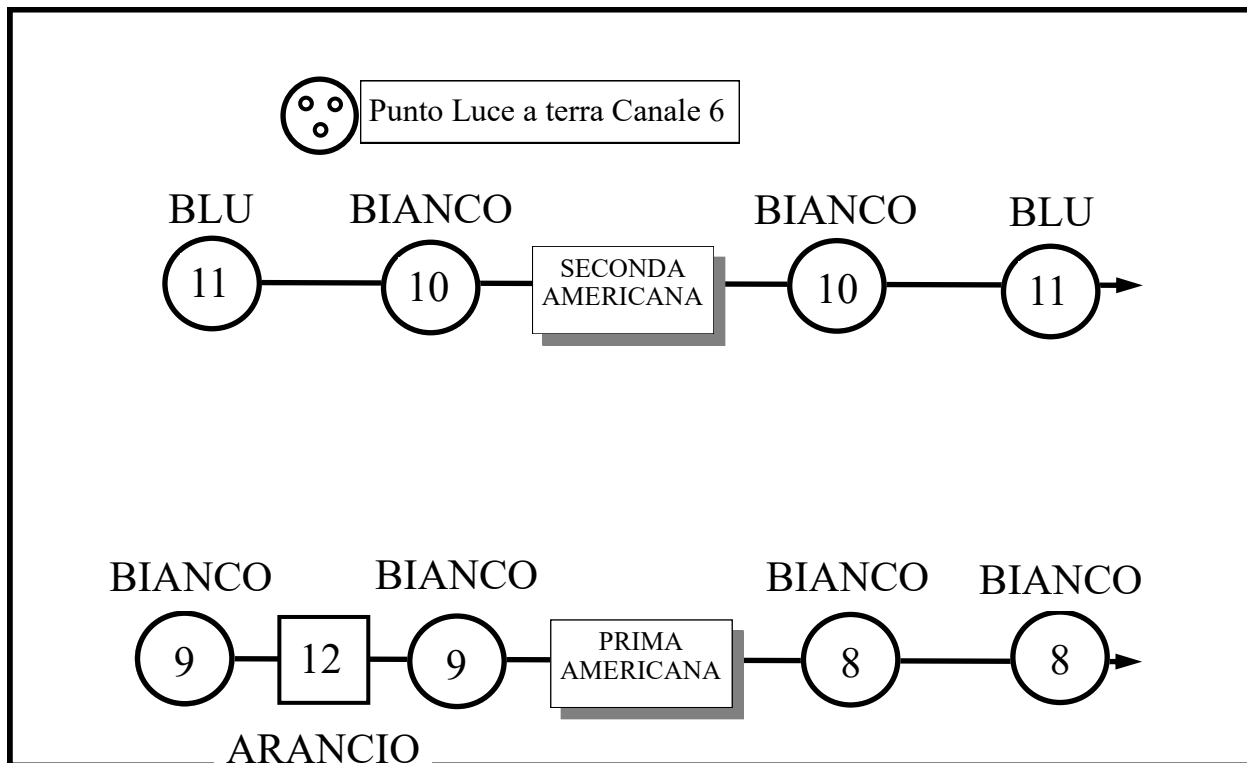 Punto Luce a terra Canale 6
BLU BIANCO BIANCO BLU
11 10 SECONDA AMERICANA 10 11
BIANCO BIANCO BIANCO BIANCO
9 12 9 PRIMA AMERICANA 8 8
ARANCIO